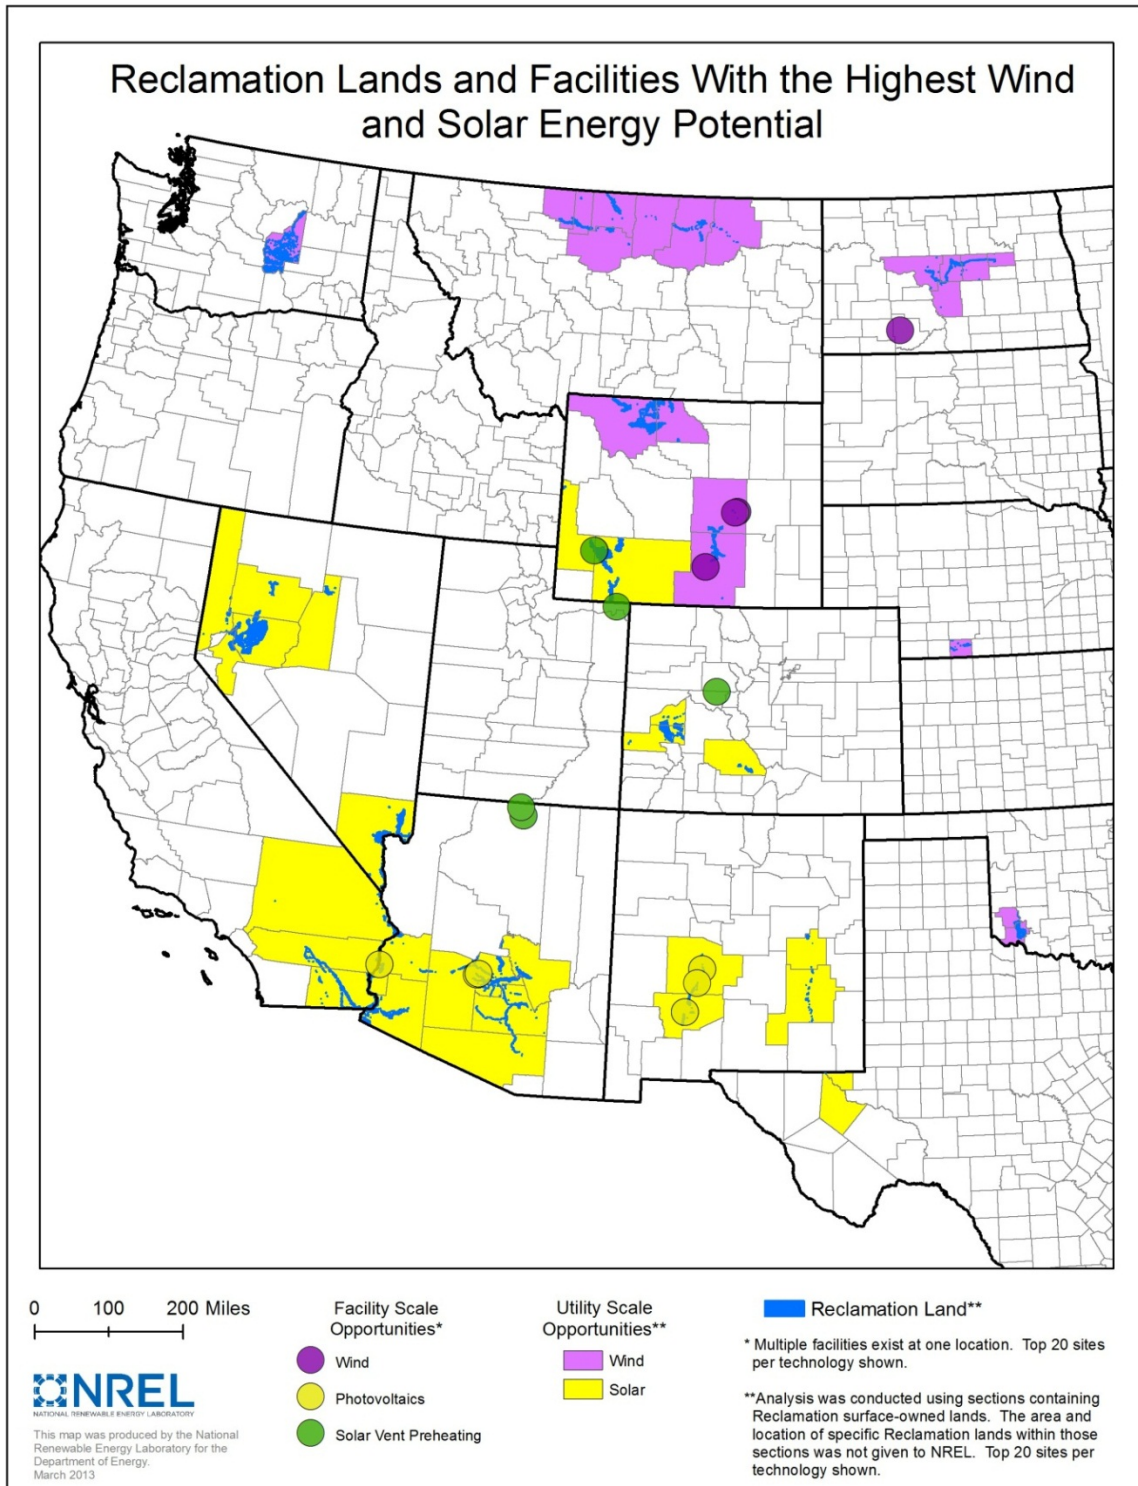 Reclamation Lands and Facilities With the Highest Wind
and Solar Energy Potential
0 100 200 Miles
NREL
NATIONAL RENEWABLE ENERGY LABORATORY
This map was produced by the National
Renewable Energy Laboratory for the
Department of Energy.
March 2013
Facility Scale
Opportunities*
Wind
Photovoltaics
Solar Vent Preheating
Utility Scale
Opportunities**
Wind
Solar
Reclamation Land**
* Multiple facilities exist at one location. Top 20 sites
per technology shown.
**Analysis was conducted using sections containing
Reclamation surface-owned lands. The area and
location of specific Reclamation lands within those
sections was not given to NREL. Top 20 sites per
technology shown.